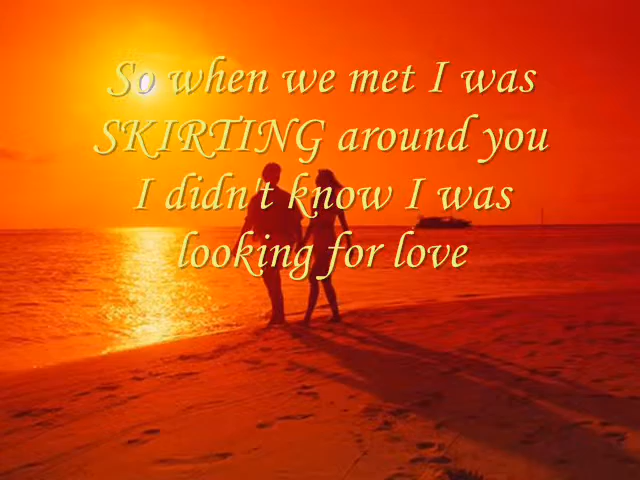 So when we met I was
SKIRTING around you
I didn't know I was
looking for love